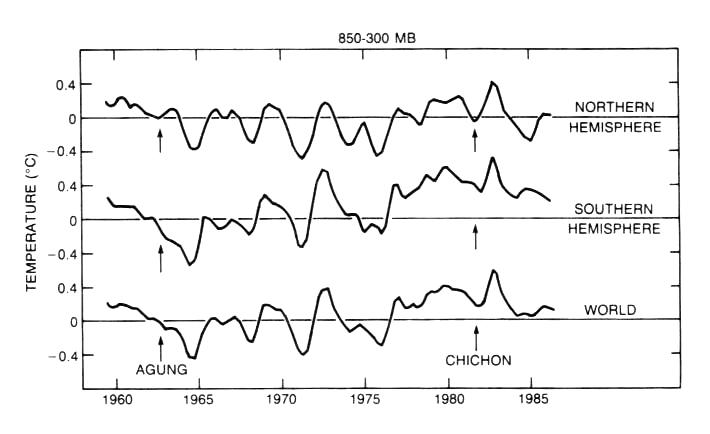 850-300 MB
0.4
0
-0.4
NORTHERN
HEMISPHERE
0.4
0
-0.4
SOUTHERN
HEMISPHERE
0.4
0
-0.4
WORLD
TEMPERATURE (°C)
AGUNG
CHICHON
1960 1965 1970 1975 1980 1985